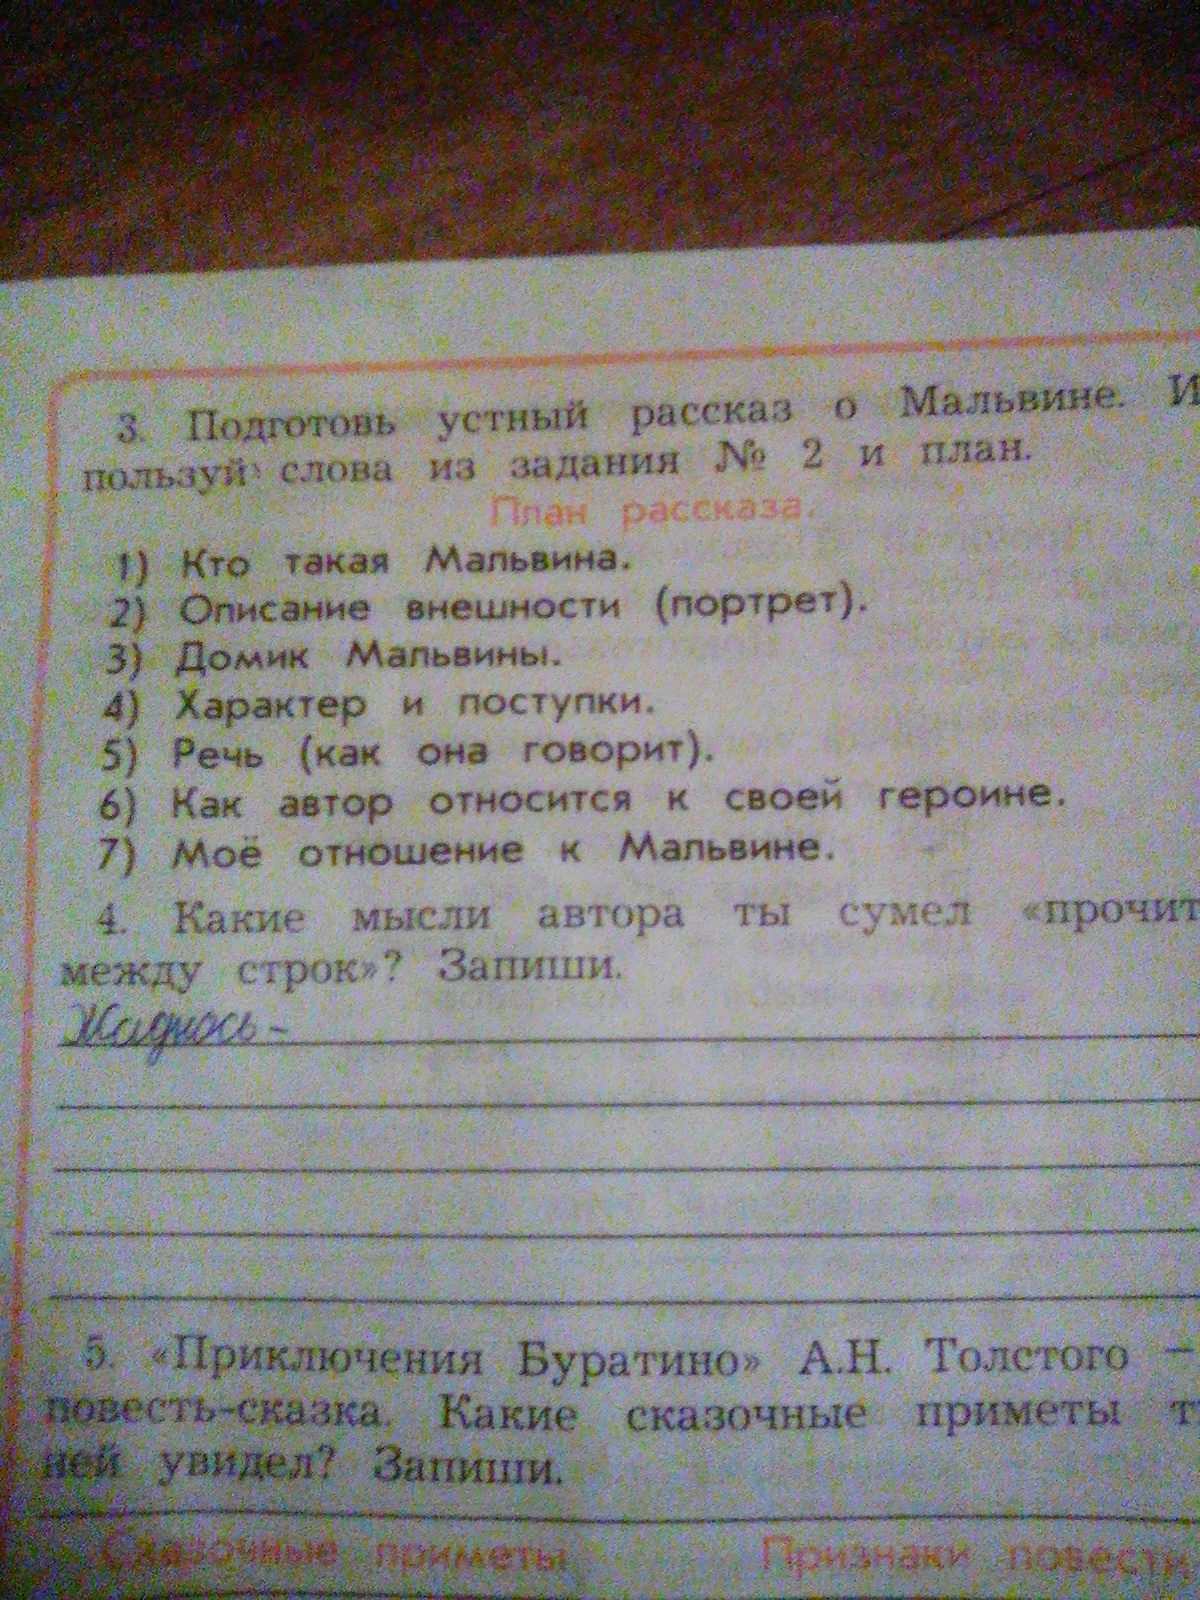 3. Подготовь устный рассказ о Мальвине. И
пользуй слова из задания № 2 и план.
План рассказа.
1) Кто такая Мальвина.
2) Описание внешности (портрет).
3) Домик Мальвины.
4) Характер и поступки.
5) Речь (как она говорит).
6) Как автор относится к своей героине.
7) Моё отношение к Мальвине.
4. Какие мысли автора ты сумел «прочит
между строк»? Запиши.
5. «Приключения Буратино» А.Н. Толстого —
повесть-сказка. Какие сказочные приметы т
ней увидел? Запиши.
Сказочные приметы Признаки повести